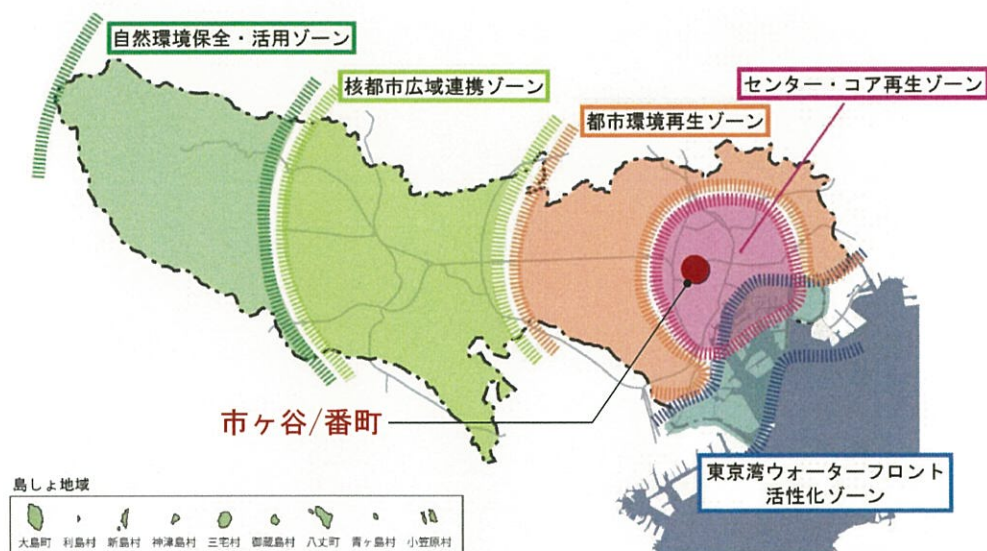 自然環境保全・活用ゾーン
核都市広域連携ゾーン
センター・コア再生ゾーン
都市環境再生ゾーン
市ヶ谷/番町
東京湾ウォーターフロント
活性化ゾーン
島しょ地域
大島町 利島村 新島村 神津島村 三宅村 御蔵島村 八丈町 青ヶ島村 小笠原村